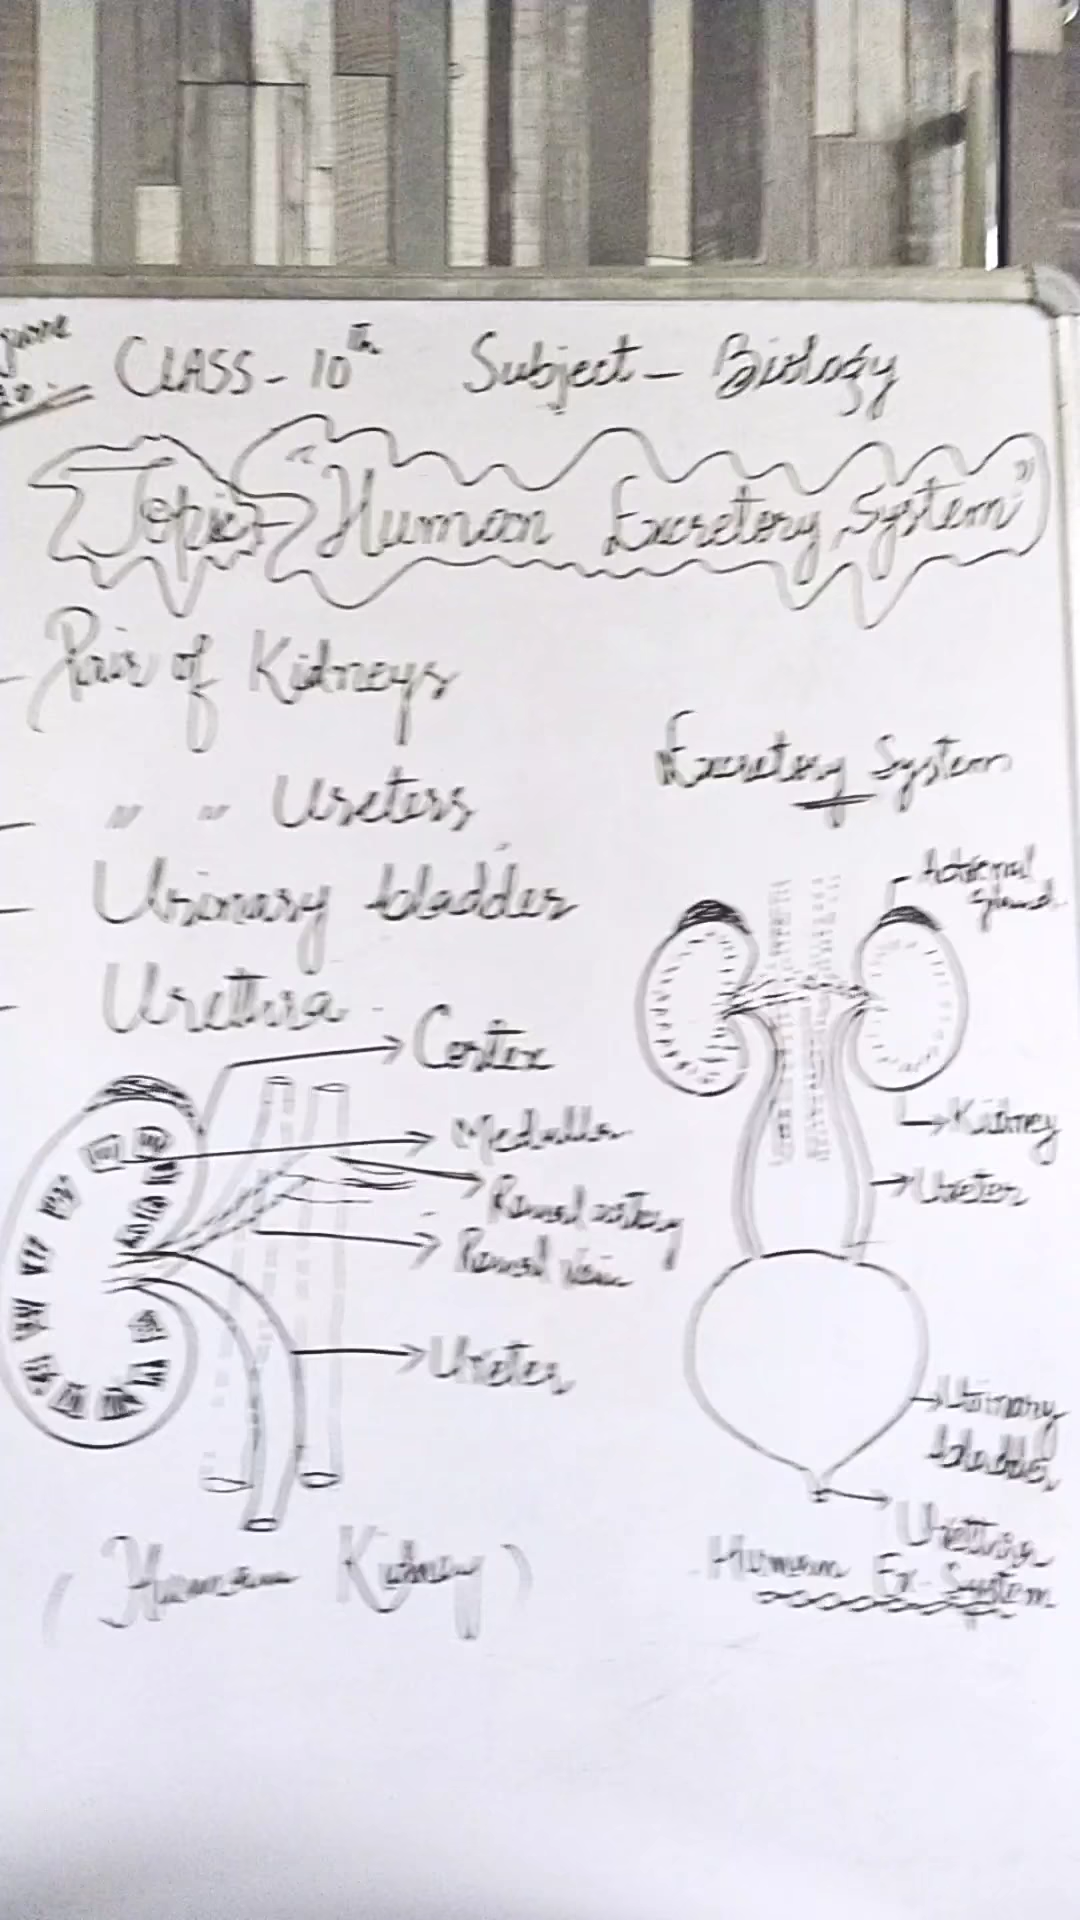 CLASS - 10th Subject - Biology
Topic - "Human Excretory System"
- Pair of Kidneys
- " " Ureters
- Urinary bladder
- Urethra
Cortex
Medulla
Renal artery
Renal vein
Ureter
(Human Kidney)
Excretory System
Adrenal
gland
Kidney
Ureter
Urinary
bladder
Urethra
Human Ex-System